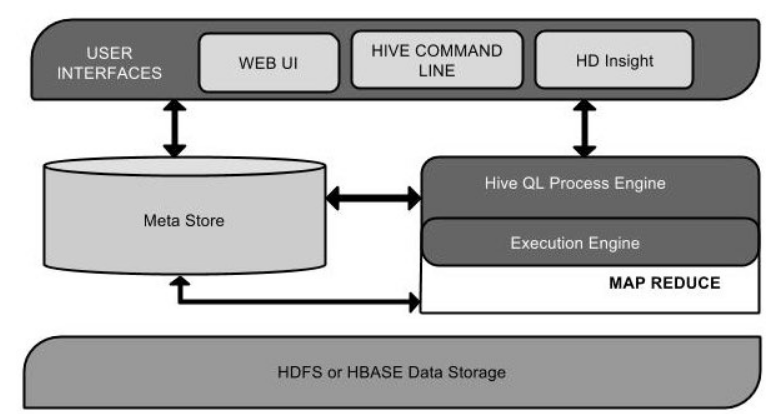 USER
INTERFACES
WEB UI
HIVE COMMAND
LINE
HD Insight
Meta Store
Hive QL Process Engine
Execution Engine
MAP REDUCE
HDFS or HBASE Data Storage